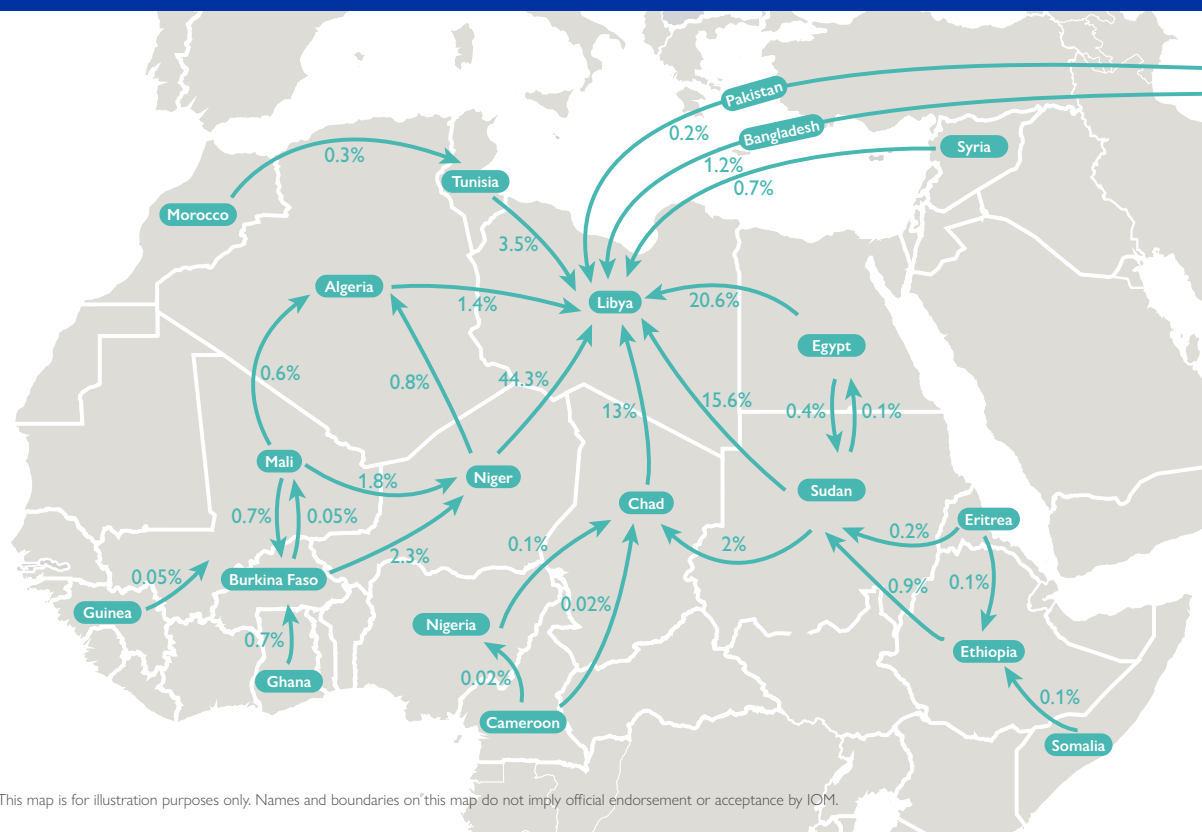 Pakistan
0.2%
Bangladesh
1.2%
Syria
0.7%
0.3%
Tunisia
Morocco
3.5%
Algeria
1.4%
Libya
20.6%
Egypt
0.6%
0.8%
44.3%
13%
15.6%
0.4%
0.1%
Mali
1.8%
Niger
Chad
Sudan
Eritrea
0.7%
0.05%
2.3%
0.1%
2%
0.2%
0.05%
Burkina Faso
0.9%
0.1%
Guinea
0.02%
Nigeria
0.7%
Ethiopia
Ghana
0.02%
0.1%
Cameroon
Somalia
This map is for illustration purposes only. Names and boundaries on this map do not imply official endorsement or acceptance by IOM.